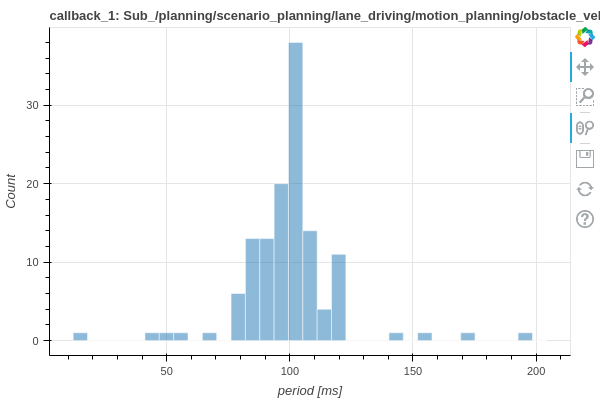 callback_1: Sub_/planning/scenario_planning/lane_driving/motion_planning/obstacle_vel
Count
30
20
10
0
50
100
150
200
period [ms]